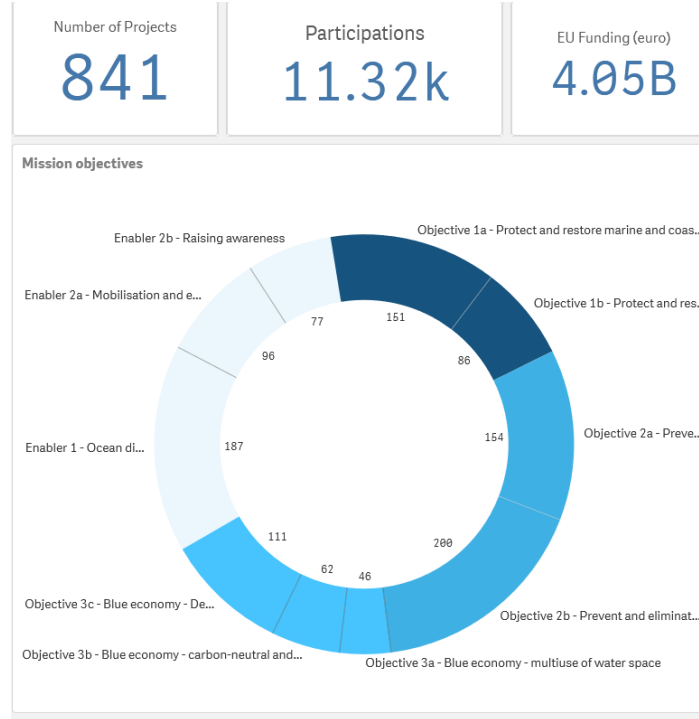 Number of Projects
841
Participations
11.32k
EU Funding (euro)
4.05B
Mission objectives
Enabler 2b - Raising awareness
Objective 1a - Protect and restore marine and coas...
Enabler 2a - Mobilisation and e...
Objective 1b - Protect and res...
77
151
96
86
Enabler 1 - Ocean di...
187
154
Objective 2a - Preve...
111
200
62
46
Objective 3c - Blue economy - De...
Objective 2b - Prevent and eliminat...
Objective 3b - Blue economy - carbon-neutral and...
Objective 3a - Blue economy - multiuse of water space